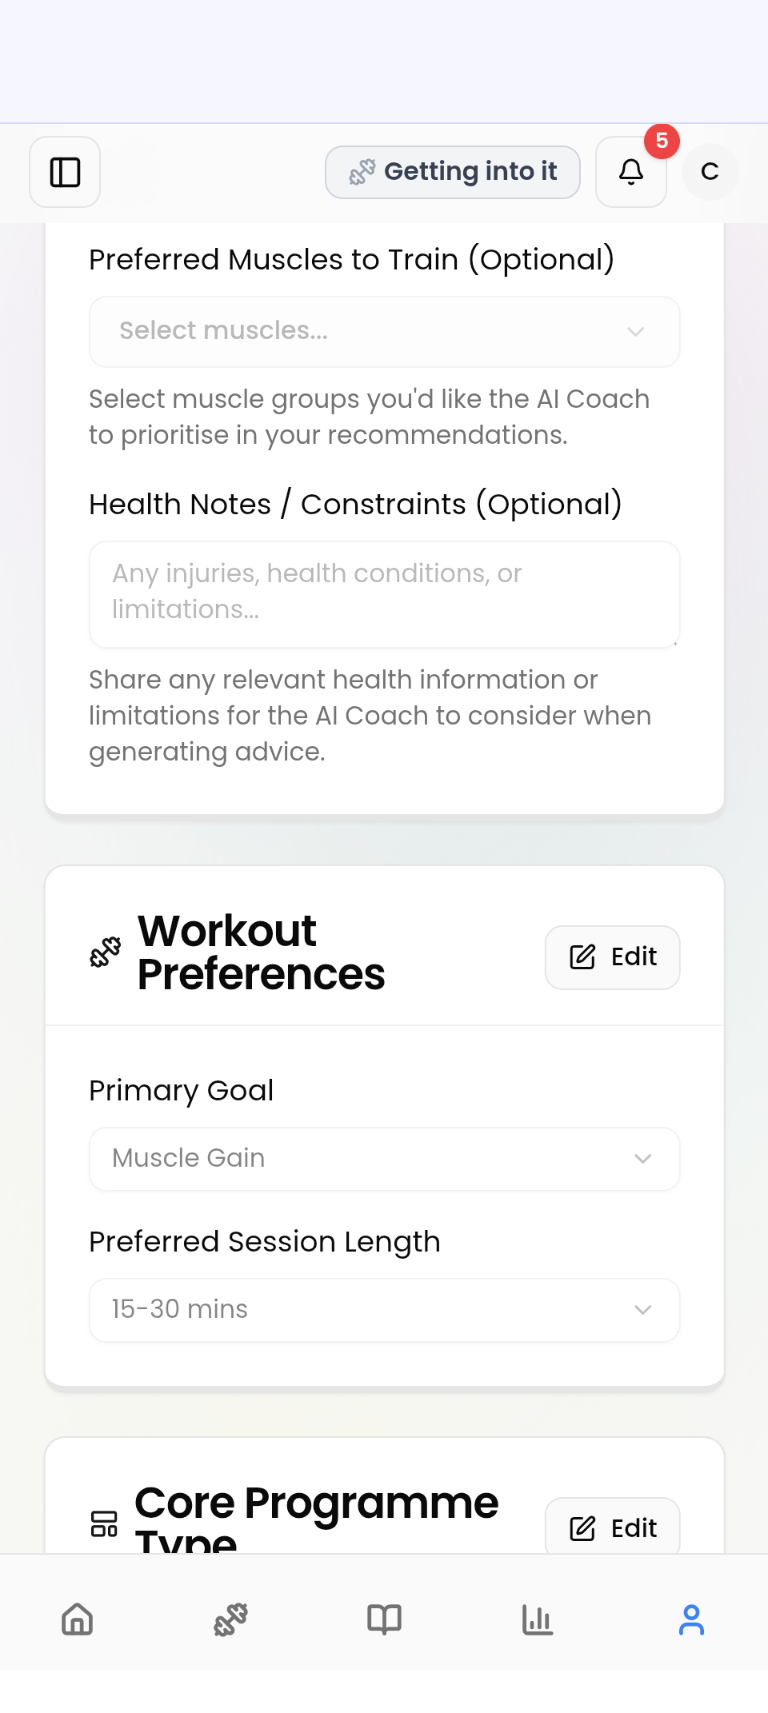 5
Getting into it
C
Preferred Muscles to Train (Optional)
Select muscles...
Select muscle groups you'd like the AI Coach
to prioritise in your recommendations.
Health Notes / Constraints (Optional)
Any injuries, health conditions, or
limitations...
Share any relevant health information or
limitations for the AI Coach to consider when
generating advice.
Workout
Preferences
Edit
Primary Goal
Muscle Gain
Preferred Session Length
15-30 mins
Core Programme
Type
Edit